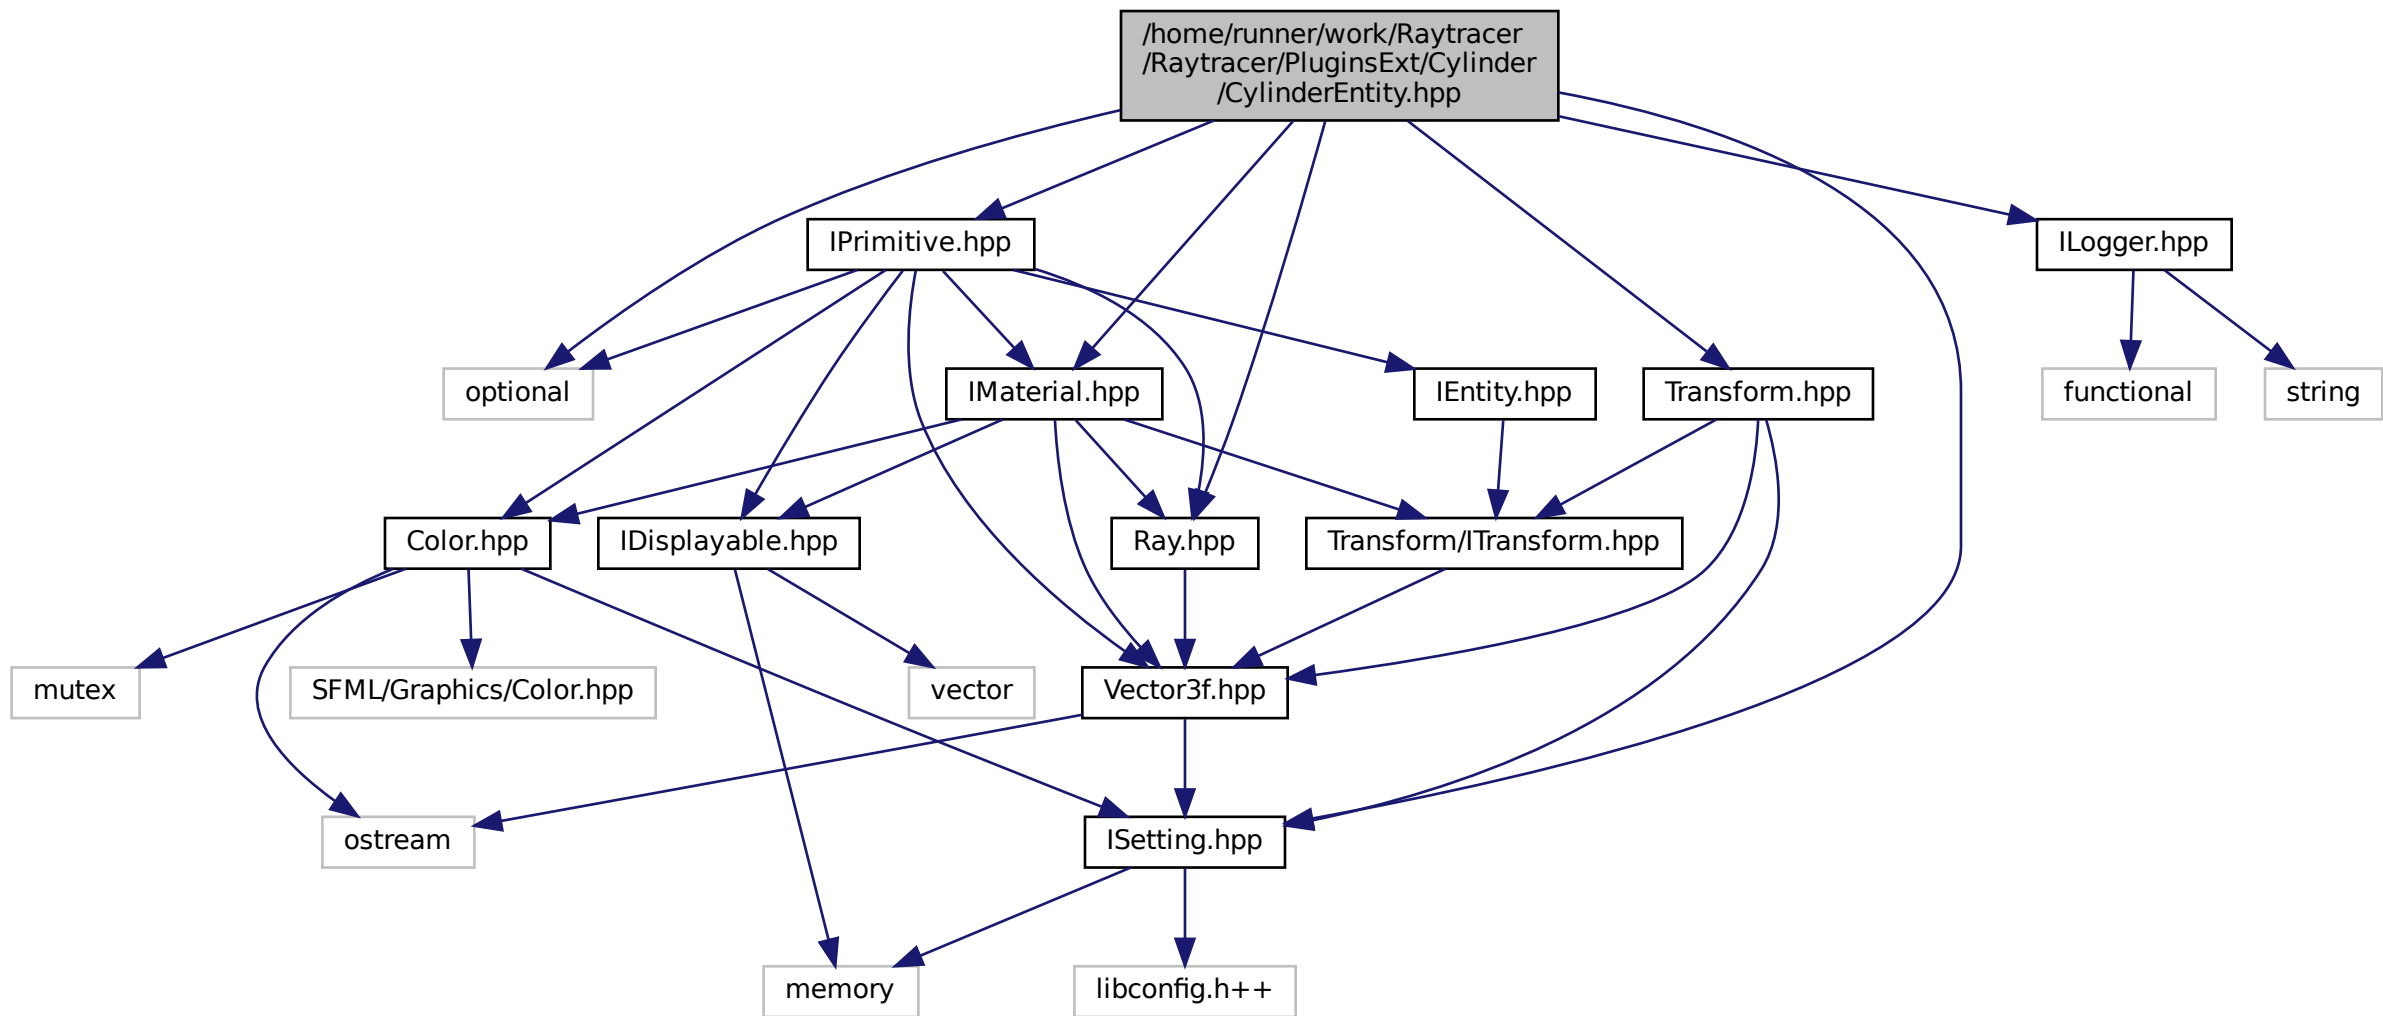 /home/runner/work/Raytracer
/Raytracer/PluginsExt/Cylinder
/CylinderEntity.hpp
IPrimitive.hpp
ILogger.hpp
optional
IMaterial.hpp
IEntity.hpp
Transform.hpp
functional
string
Color.hpp
IDisplayable.hpp
Ray.hpp
Transform/ITransform.hpp
mutex
SFML/Graphics/Color.hpp
vector
Vector3f.hpp
ostream
ISetting.hpp
memory
libconfig.h++